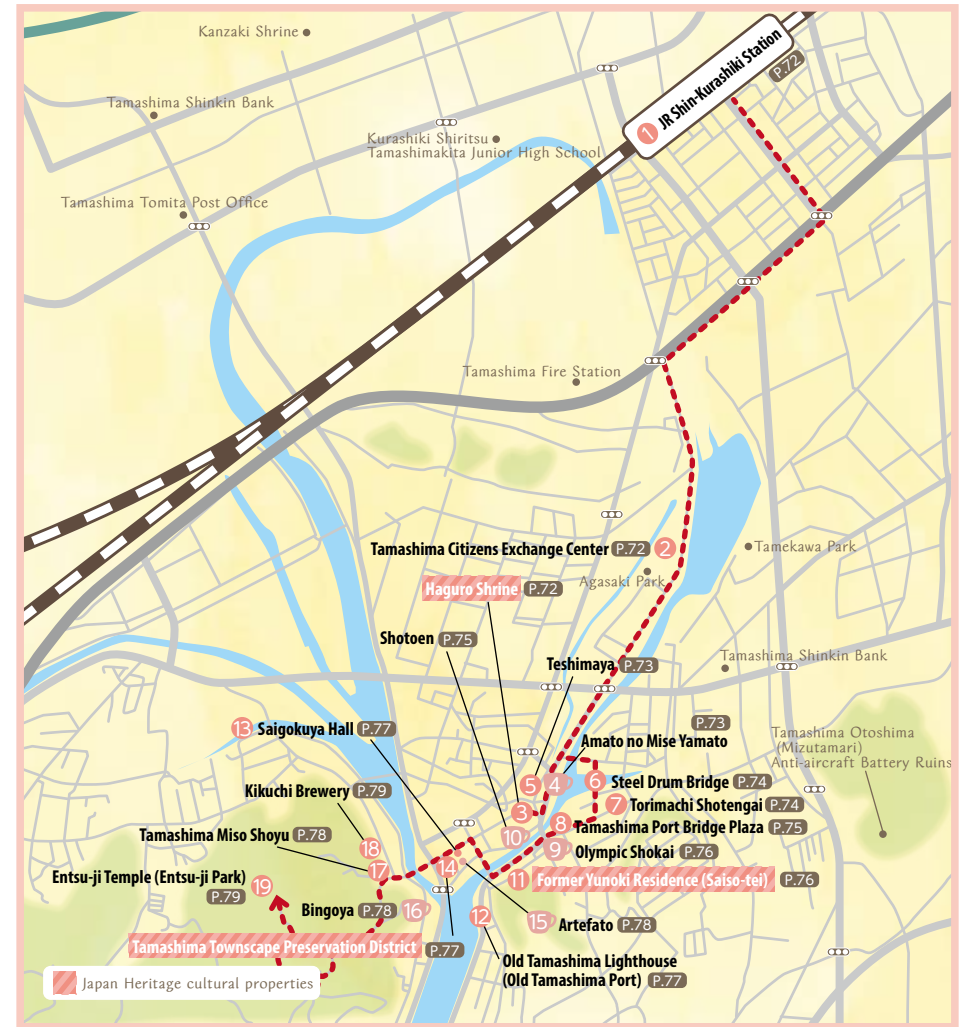 Kanzaki Shrine
JR Shin-Kurashiki Station
P.72
1
Tamashima Shinkin Bank
Kurashiki Shiritsu
Tamashimakita Junior High School
Tamashima Tomita Post Office
Tamashima Fire Station
Tamashima Citizens Exchange Center P.72 2
Tamekawa Park
Agasaki Park
Haguro Shrine P.72
Shotoen P.75
Teshimaya P.73
Tamashima Shinkin Bank
13 Saigokuya Hall P.77
P.73
Amato no Mise Yamato
Tamashima Otoshima
(Mizutamari)
Anti-aircraft Battery Ruins
5 4
6 Steel Drum Bridge P.74
Kikuchi Brewery P.79
3
7 Torimachi Shotengai P.74
Tamashima Miso Shoyu P.78
10
8 Tamashima Port Bridge Plaza P.75
18
9 Olympic Shokai P.76
17
14
11 Former Yunoki Residence (Saiso-tei) P.76
Entsu-ji Temple (Entsu-ji Park) 19
P.79
Bingoya P.78 16
12
15 Artefato P.78
Tamashima Townscape Preservation District P.77
Old Tamashima Lighthouse
(Old Tamashima Port) P.77
Japan Heritage cultural properties